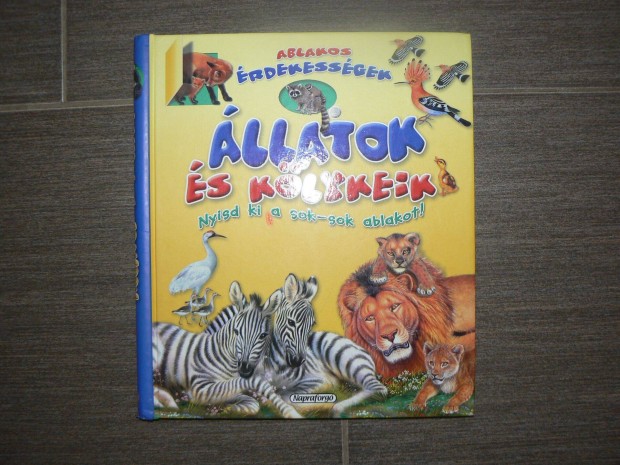 ABLAKOS
ÉRDEKESSÉGEK
ÁLLATOK
ÉS KÖLYKEIK
Nyisd ki a sok-sok ablakot!
Napraforgó